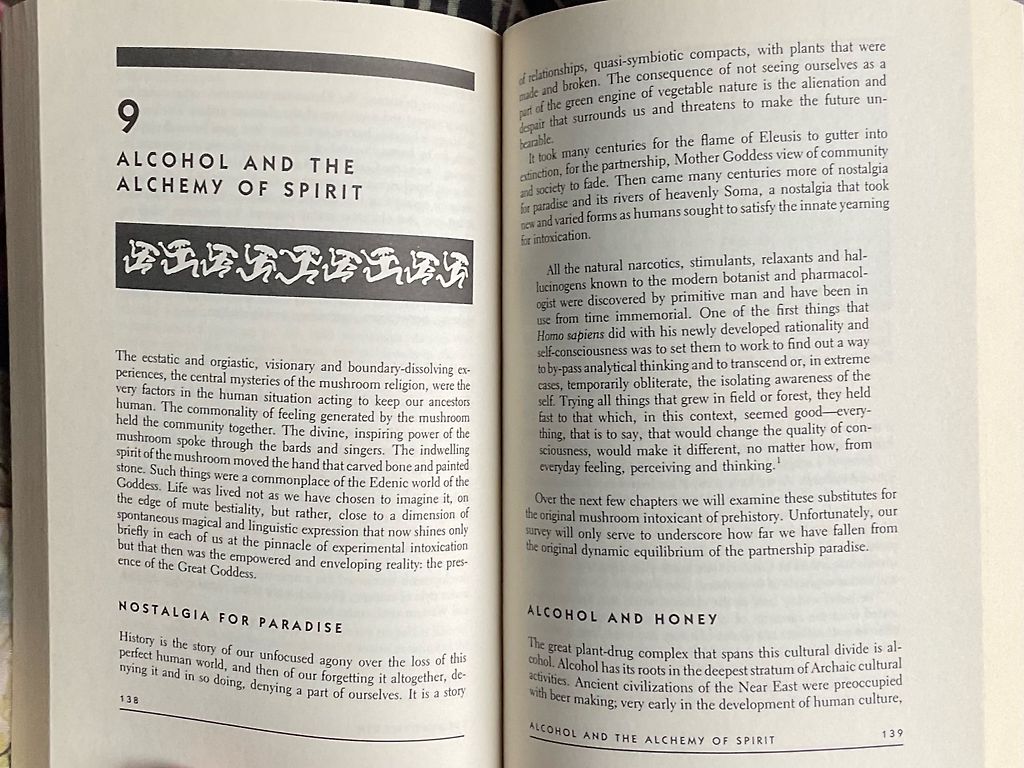 9
ALCOHOL AND THE
ALCHEMY OF SPIRIT
The ecstatic and orgiastic, visionary and boundary-dissolving ex-
periences, the central mysteries of the mushroom religion, were the
very factors in the human situation acting to keep our ancestors
human. The commonality of feeling generated by the mushroom
held the community together. The divine, inspiring power of the
mushroom spoke through the bards and singers. The indwelling
spirit of the mushroom moved the hand that carved bone and painted
stone. Such things were a commonplace of the Edenic world of the
Goddess. Life was lived not as we have chosen to imagine it, on
the edge of mute bestiality, but rather, close to a dimension of
spontaneous magical and linguistic expression that now shines only
briefly in each of us at the pinnacle of experimental intoxication
but that then was the empowered and enveloping reality: the pres-
ence of the Great Goddess.
NOSTALGIA FOR PARADISE
History is the story of our unfocused agony over the loss of this
perfect human world, and then of our forgetting it altogether, de-
nying it and in so doing, denying a part of ourselves. It is a story
138
of relationships, quasi-symbiotic compacts, with plants that were
made and broken. The consequence of not seeing ourselves as a
part of the green engine of vegetable nature is the alienation and
despair that surrounds us and threatens to make the future un-
bearable.
It took many centuries for the flame of Eleusis to gutter into
extinction, for the partnership, Mother Goddess view of community
and society to fade. Then came many centuries more of nostalgia
for paradise and its rivers of heavenly Soma, a nostalgia that took
new and varied forms as humans sought to satisfy the innate yearning
for intoxication.
All the natural narcotics, stimulants, relaxants and hal-
lucinogens known to the modern botanist and pharmacol-
ogist were discovered by primitive man and have been in
use from time immemorial. One of the first things that
Homo sapiens did with his newly developed rationality and
self-consciousness was to set them to work to find out a way
to by-pass analytical thinking and to transcend or, in extreme
cases, temporarily obliterate, the isolating awareness of the
self. Trying all things that grew in field or forest, they held
fast to that which, in this context, seemed good—every-
thing, that is to say, that would change the quality of con-
sciousness, would make it different, no matter how, from
everyday feeling, perceiving and thinking.1
Over the next few chapters we will examine these substitutes for
the original mushroom intoxicant of prehistory. Unfortunately, our
survey will only serve to underscore how far we have fallen from
the original dynamic equilibrium of the partnership paradise.
ALCOHOL AND HONEY
The great plant-drug complex that spans this cultural divide is al-
cohol. Alcohol has its roots in the deepest stratum of Archaic cultural
activities. Ancient civilizations of the Near East were preoccupied
with beer making; very early in the development of human culture,
ALCOHOL AND THE ALCHEMY OF SPIRIT 139